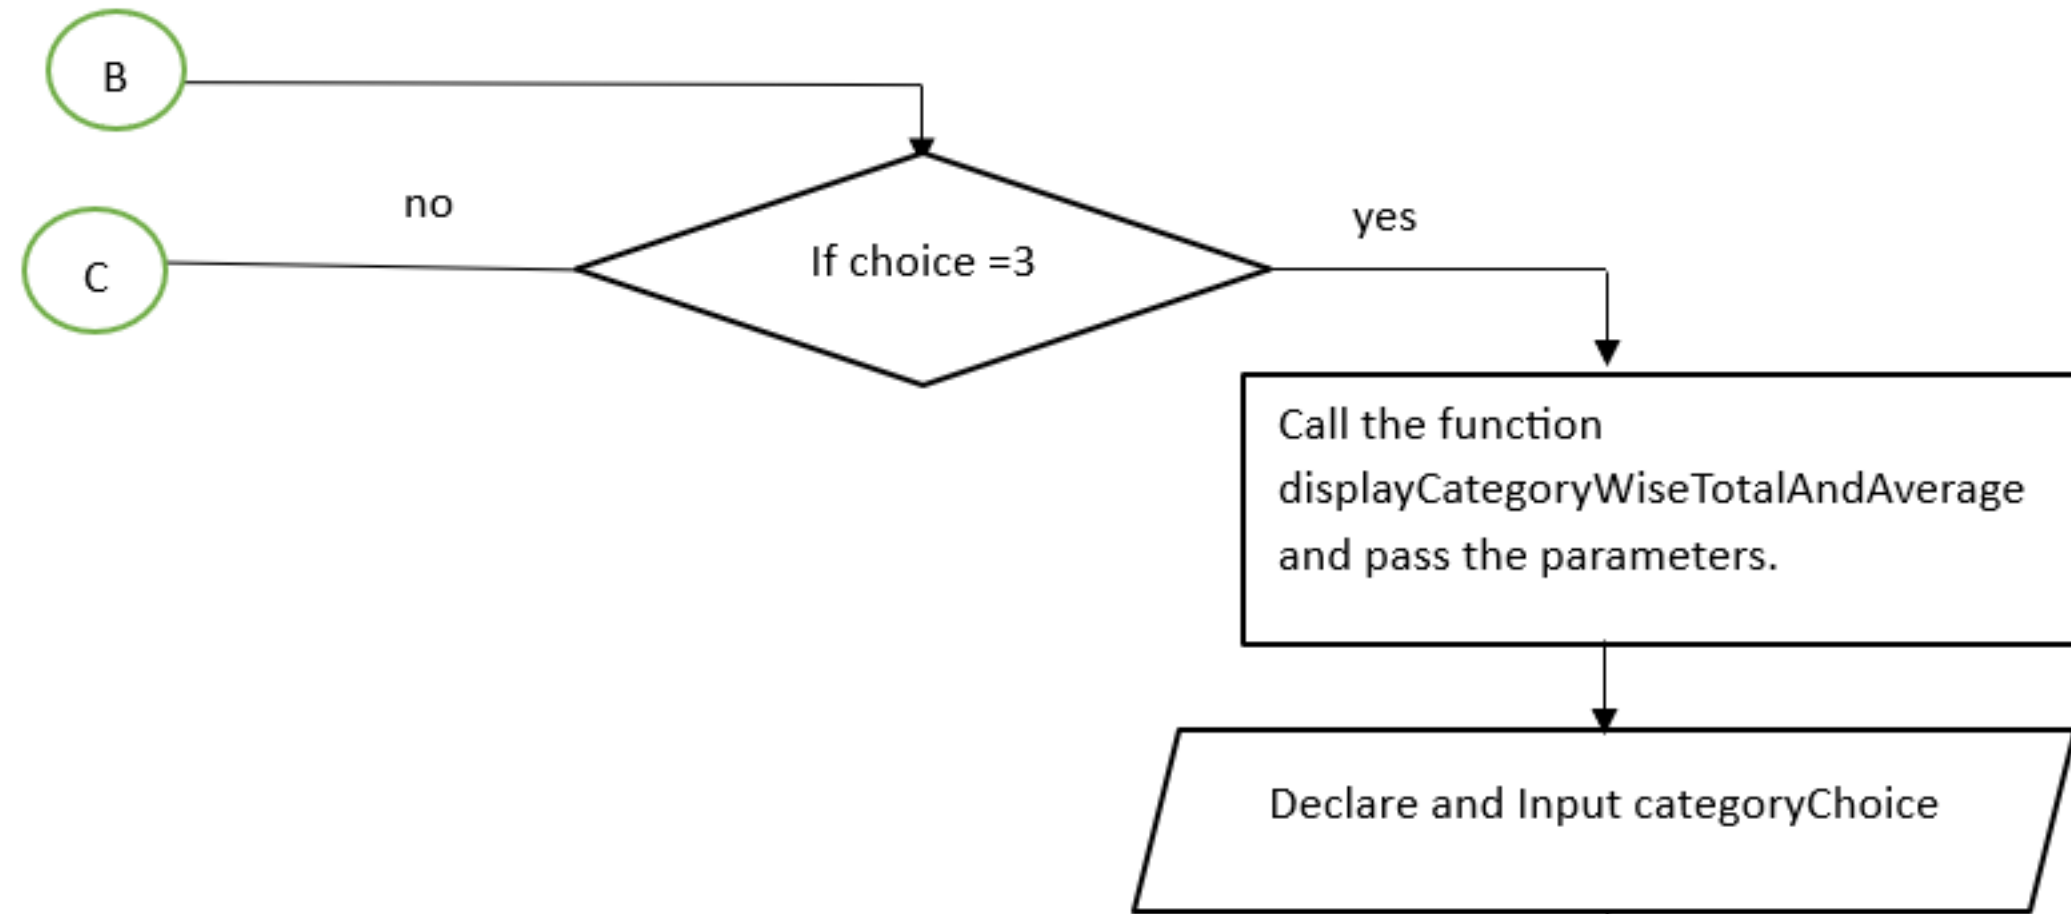 B
no
yes
If choice =3
C
Call the function
displayCategoryWiseTotalAndAverage
and pass the parameters.
Declare and Input categoryChoice